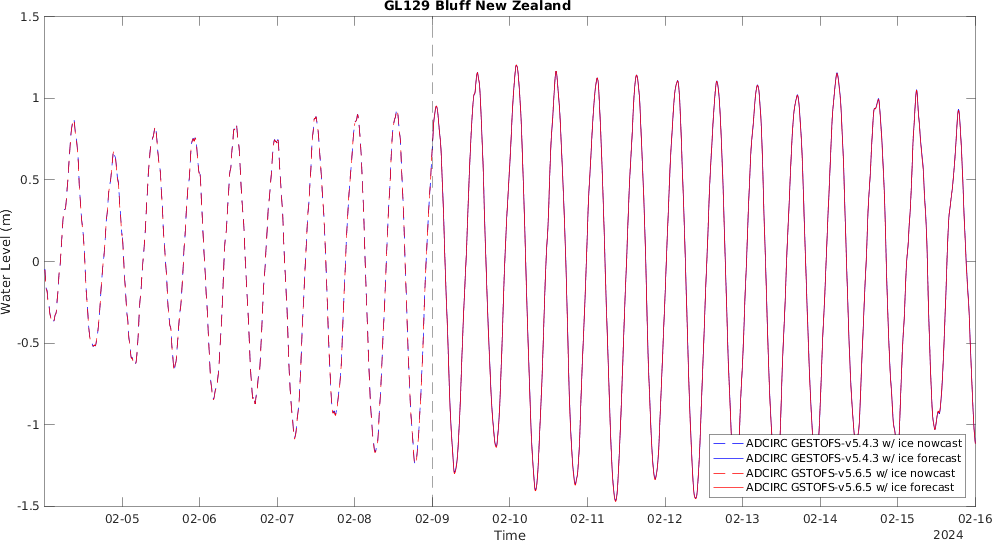 GL129 Bluff New Zealand
Water Level (m)
1.5
1
0.5
0
-0.5
-1
-1.5
ADCIRC GESTOFS-v5.4.3 w/ ice nowcast
ADCIRC GESTOFS-v5.4.3 w/ ice forecast
ADCIRC GSTOFS-v5.6.5 w/ ice nowcast
ADCIRC GSTOFS-v5.6.5 w/ ice forecast
02-05 02-06 02-07 02-08 02-09 02-10 02-11 02-12 02-13 02-14 02-15 02-16
Time
2024